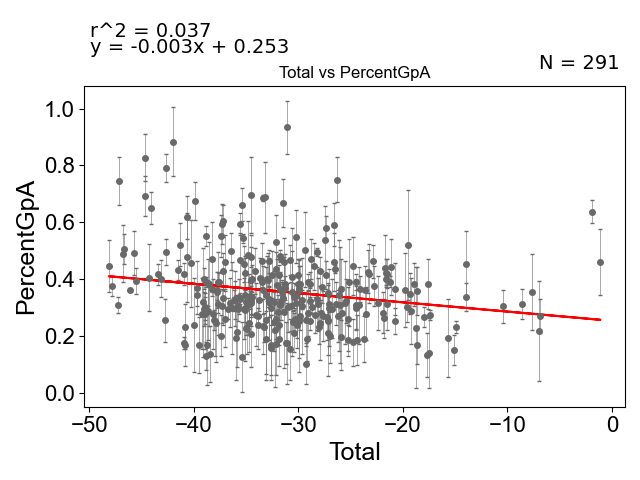 r^2 = 0.037
y = -0.003x + 0.253
N = 291
Total vs PercentGpA
PercentGpA
1.0
0.8
0.6
0.4
0.2
0.0
−50
−40
−30
−20
−10
0
Total